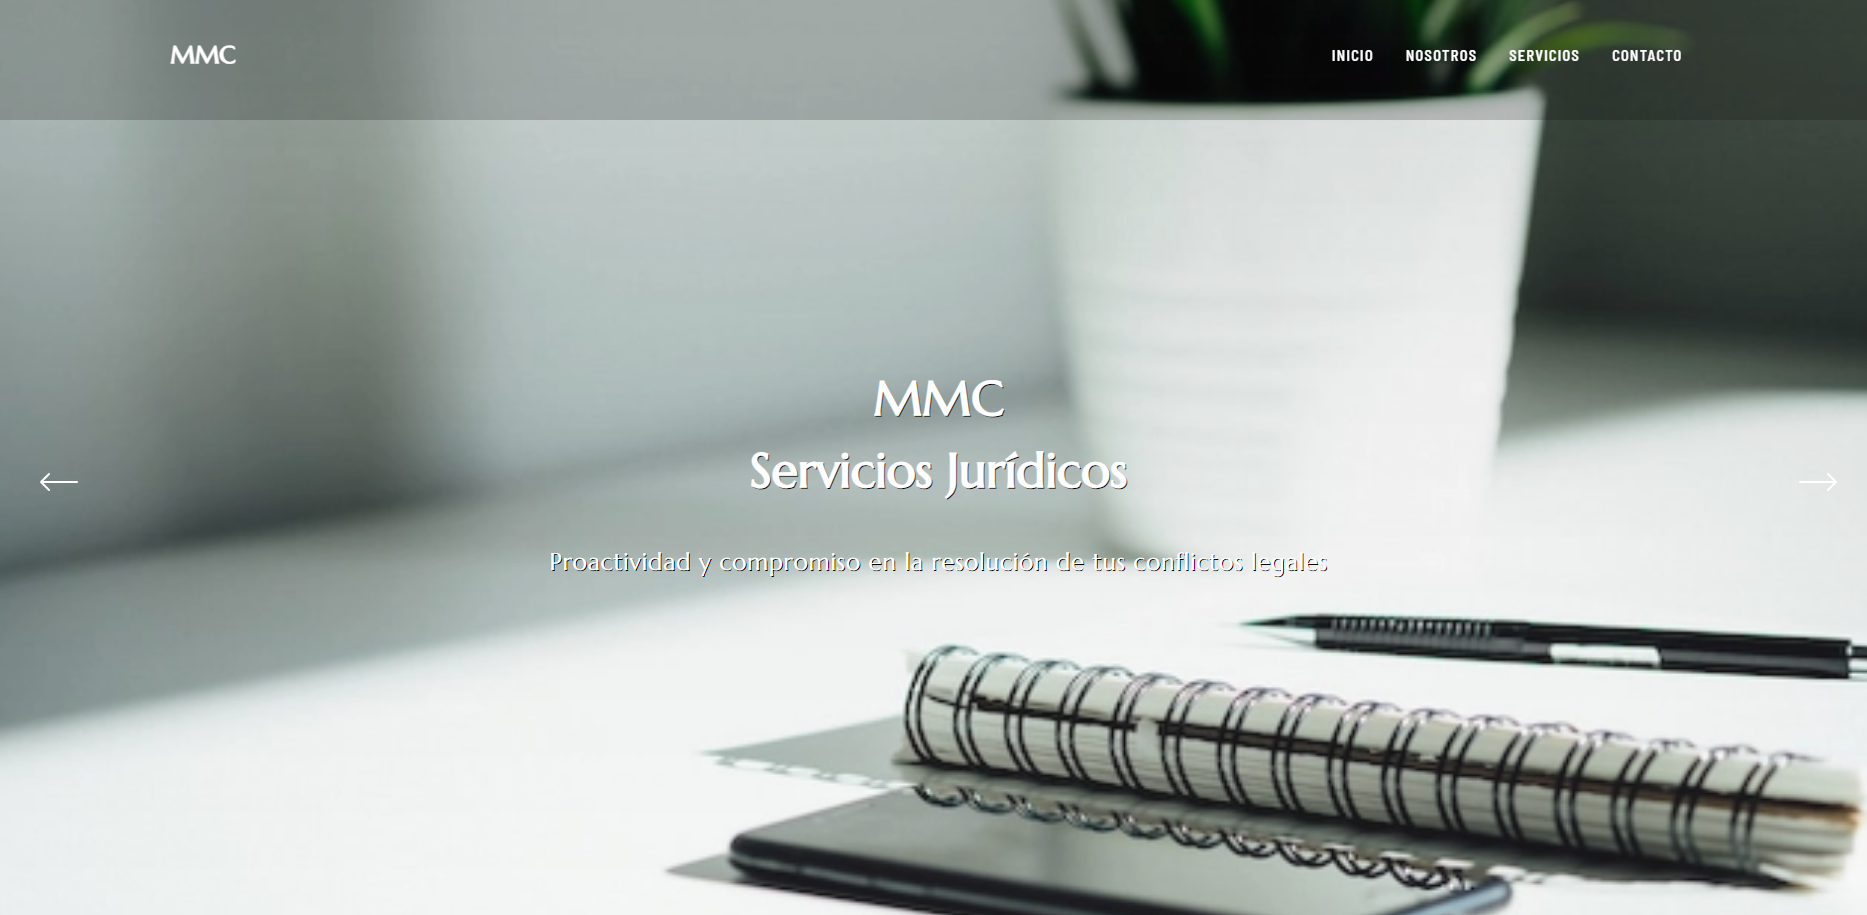 MMC
INICIO NOSOTROS SERVICIOS CONTACTO
MMC
Servicios Jurídicos
Proactividad y compromiso en la resolución de tus conflictos legales